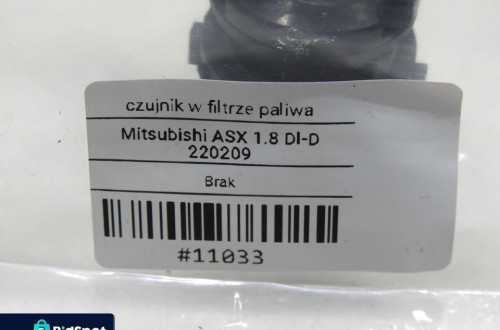 czujnik w filtrze paliwa
Mitsubishi ASX 1.8 DI-D
220209
Brak
#11033